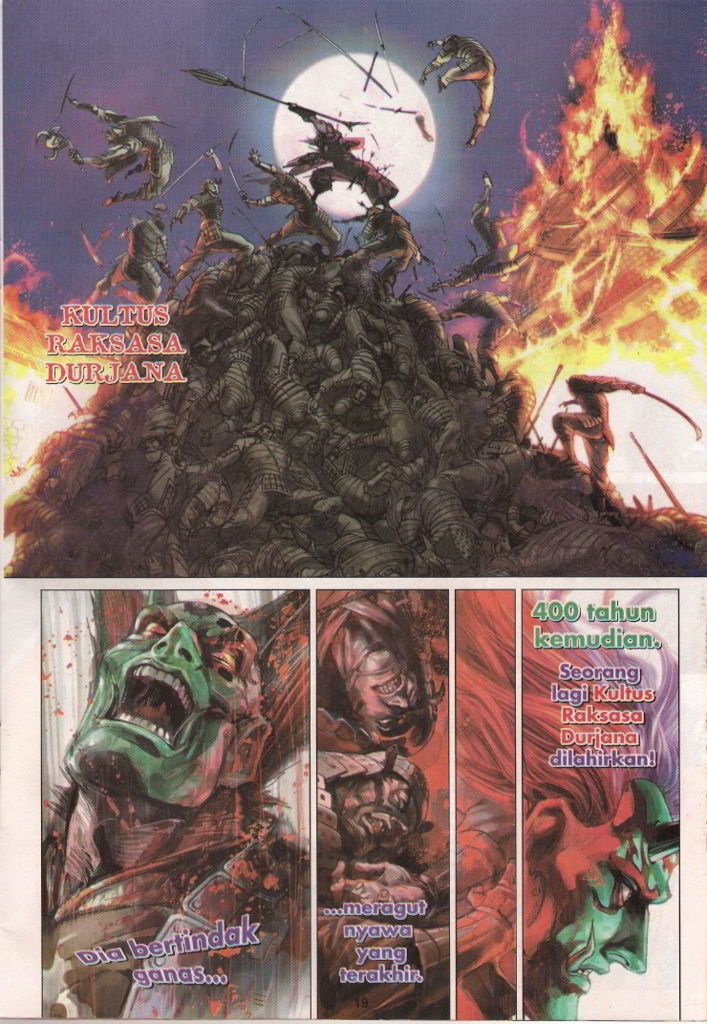 KULTUS
RAKSASA
DURJANA
Dia bertindak
ganas...
...meragut
nyawa
yang
terakhir.
400 tahun
kemudian.
Seorang
lagi Kultus
Raksasa
Durjana
dilahirkan!
19